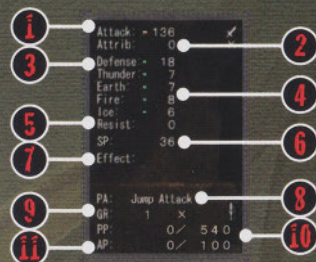 1
Attack: 136
Attrib: 0
2
3
Defense 18
Thunder 7
Earth: 7
Fire: 8
4
Ice: 6
5
Resist: 0
SP: 36
6
7
Effect:
PA: Jump Attack
8
9
GR: 1 ×
PP: 0/ 540
10
11
AP: 0/ 100